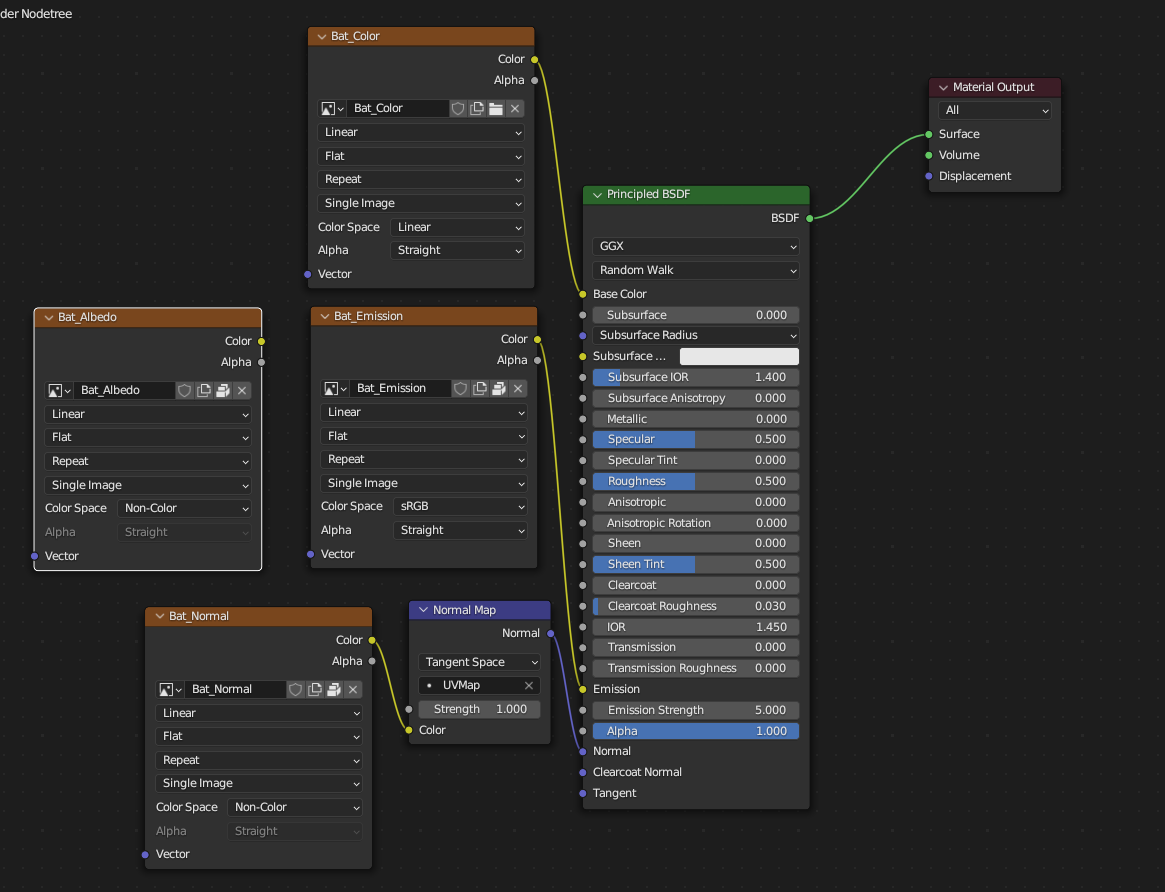 der Nodetree
Bat_Color
Color
Alpha
Bat_Color
Linear
Flat
Repeat
Single Image
Color Space Linear
Alpha Straight
Vector
Bat_Albedo
Color
Alpha
Bat_Albedo
Linear
Flat
Repeat
Single Image
Color Space Non-Color
Alpha Straight
Vector
Bat_Emission
Color
Alpha
Bat_Emission
Linear
Flat
Repeat
Single Image
Color Space sRGB
Alpha Straight
Vector
Bat_Normal
Color
Alpha
Bat_Normal
Linear
Flat
Repeat
Single Image
Color Space Non-Color
Alpha Straight
Vector
Normal Map
Normal
Tangent Space
UVMap
Strength 1.000
Color
Principled BSDF
BSDF
GGX
Random Walk
Base Color
Subsurface 0.000
Subsurface Radius
Subsurface ...
Subsurface IOR 1.400
Subsurface Anisotropy 0.000
Metallic 0.000
Specular 0.500
Specular Tint 0.000
Roughness 0.500
Anisotropic 0.000
Anisotropic Rotation 0.000
Sheen 0.000
Sheen Tint 0.500
Clearcoat 0.000
Clearcoat Roughness 0.030
IOR 1.450
Transmission 0.000
Transmission Roughness 0.000
Emission
Emission Strength 5.000
Alpha 1.000
Normal
Clearcoat Normal
Tangent
Material Output
All
Surface
Volume
Displacement